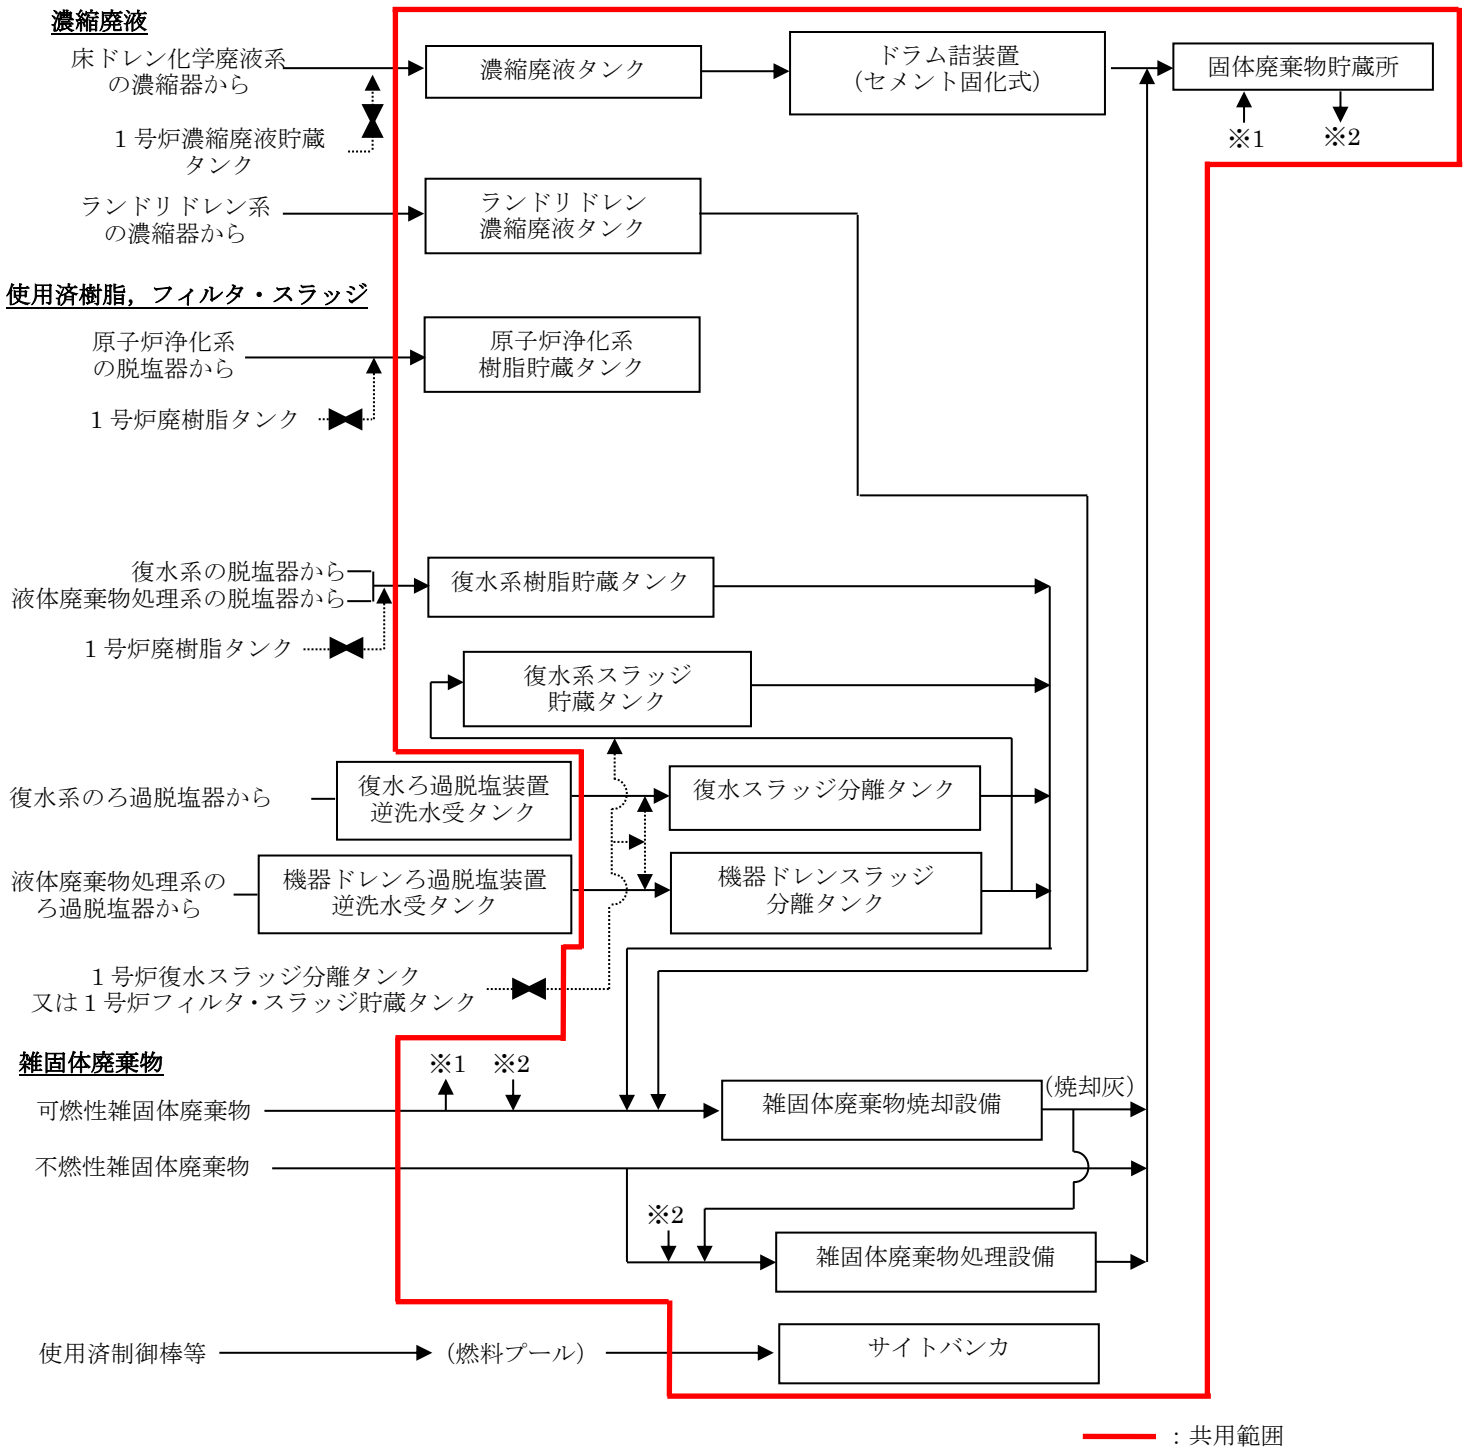 濃縮廃液
床ドレン化学廃液系
の濃縮器から
濃縮廃液タンク
ドラム詰装置
（セメント固化式）
固体廃棄物貯蔵所
※1
※2
1 号炉濃縮廃液貯蔵
タンク
ランドリドレン系
の濃縮器から
ランドリドレン
濃縮廃液タンク
使用済樹脂，フィルタ・スラッジ
原子炉浄化系
の脱塩器から
原子炉浄化系
樹脂貯蔵タンク
1 号炉廃樹脂タンク
復水系の脱塩器から
液体廃棄物処理系の脱塩器から
復水系樹脂貯蔵タンク
1 号炉廃樹脂タンク
復水系スラッジ
貯蔵タンク
復水系のろ過脱塩器から
復水ろ過脱塩装置
逆洗水受タンク
復水スラッジ分離タンク
液体廃棄物処理系の
ろ過脱塩器から
機器ドレンろ過脱塩装置
逆洗水受タンク
機器ドレンスラッジ
分離タンク
1 号炉復水スラッジ分離タンク
又は 1 号炉フィルタ・スラッジ貯蔵タンク
雑固体廃棄物
※1
※2
可燃性雑固体廃棄物
雑固体廃棄物焼却設備
（焼却灰）
不燃性雑固体廃棄物
※2
雑固体廃棄物処理設備
使用済制御棒等
（燃料プール）
サイトバンカ
：共用範囲